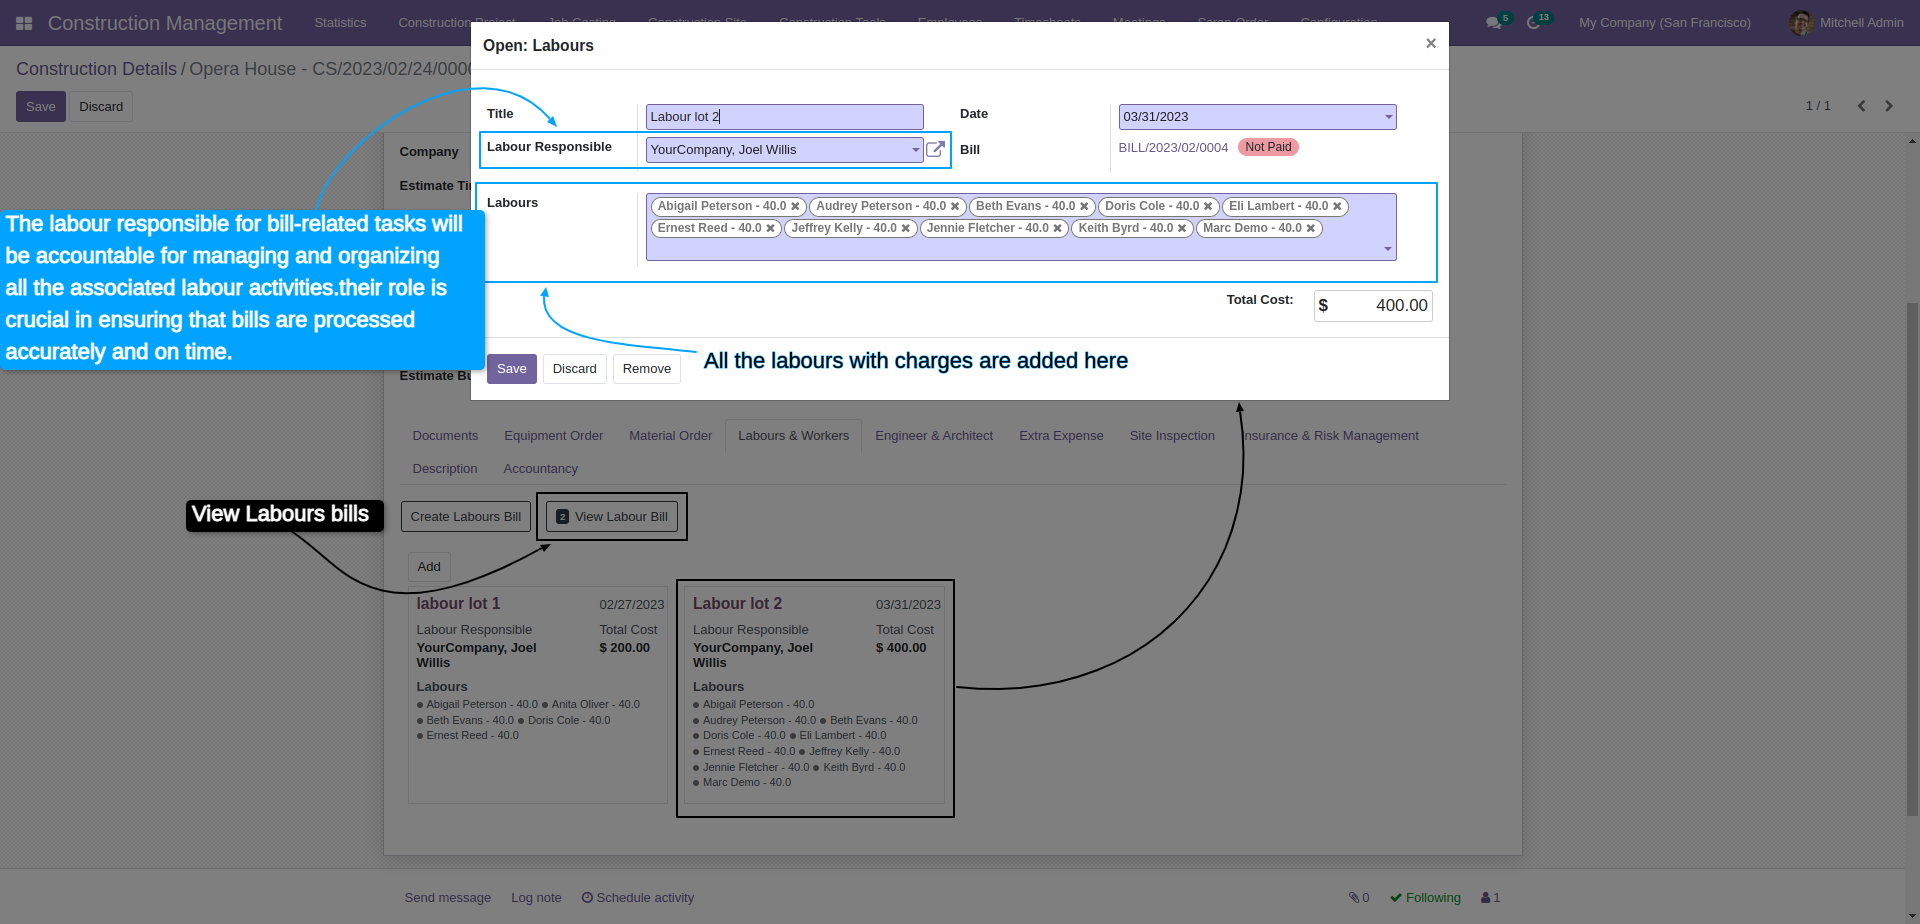 Construction Management
Statistics
Construction Project
Job Costing
Construction Site
Construction Tools
Employees
Timesheets
Meetings
Scrap Order
Configuration
5
13
My Company (San Francisco)
Mitchell Admin
Construction Details / Opera House - CS/2023/02/24/000
Save
Discard
1 / 1
Open: Labours
×
Title
Labour lot 2
Date
03/31/2023
Labour Responsible
YourCompany, Joel Willis
Bill
BILL/2023/02/0004
Not Paid
Labours
Abigail Peterson - 40.0 ✖ Audrey Peterson - 40.0 ✖ Beth Evans - 40.0 ✖ Doris Cole - 40.0 ✖ Eli Lambert - 40.0 ✖
Ernest Reed - 40.0 ✖ Jeffrey Kelly - 40.0 ✖ Jennie Fletcher - 40.0 ✖ Keith Byrd - 40.0 ✖ Marc Demo - 40.0 ✖
Total Cost:
$ 400.00
Save
Discard
Remove
All the labours with charges are added here
Company
Estimate Ti
The labour responsible for bill-related tasks will
be accountable for managing and organizing
all the associated labour activities.their role is
crucial in ensuring that bills are processed
accurately and on time.
Estimate Bu
Documents
Equipment Order
Material Order
Labours & Workers
Engineer & Architect
Extra Expense
Site Inspection
Insurance & Risk Management
Description
Accountancy
View Labours bills
Create Labours Bill
2 View Labour Bill
Add
labour lot 1
02/27/2023
Labour Responsible
Total Cost
YourCompany, Joel
Willis
$ 200.00
Labours
Abigail Peterson - 40.0 ● Anita Oliver - 40.0
Beth Evans - 40.0 ● Doris Cole - 40.0
Ernest Reed - 40.0
Labour lot 2
03/31/2023
Labour Responsible
Total Cost
YourCompany, Joel
Willis
$ 400.00
Labours
Abigail Peterson - 40.0
Audrey Peterson - 40.0 ● Beth Evans - 40.0
Doris Cole - 40.0 ● Eli Lambert - 40.0
Ernest Reed - 40.0 ● Jeffrey Kelly - 40.0
Jennie Fletcher - 40.0 ● Keith Byrd - 40.0
Marc Demo - 40.0
Send message
Log note
Schedule activity
0
Following
1